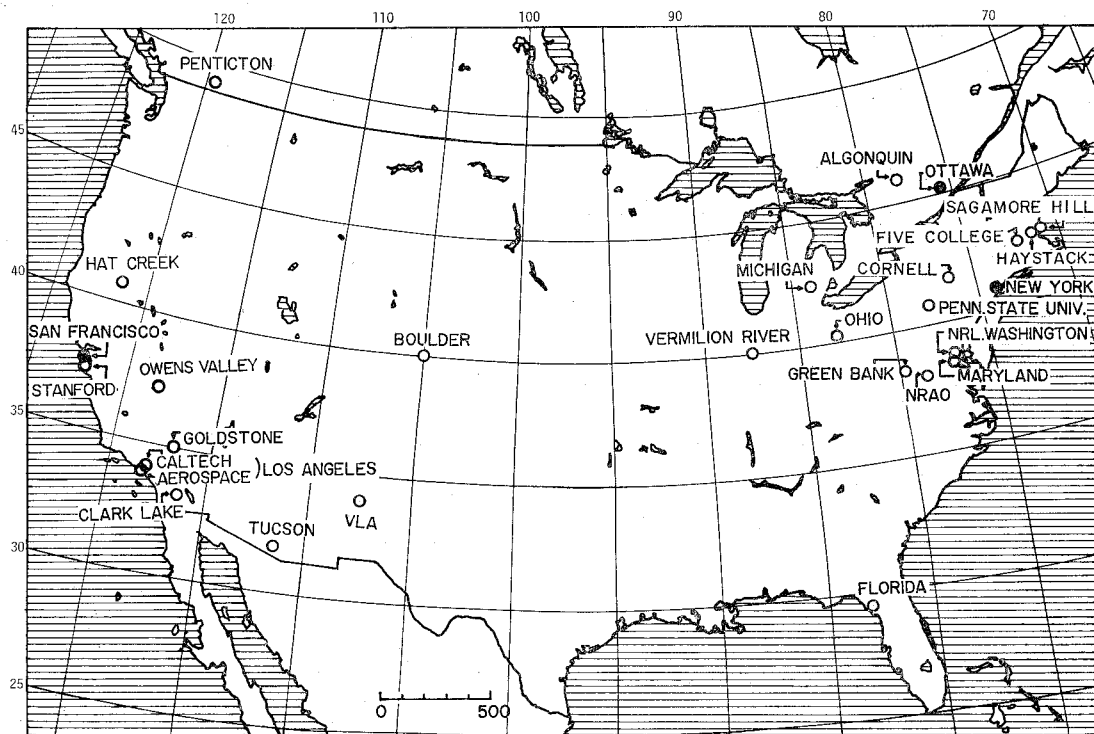 120 110 100 90 80 70
PENTICTON
45
ALGONQUIN
OTTAWA
SAGAMORE HILL
FIVE COLLEGE
HAYSTACK
HAT CREEK
40
MICHIGAN
CORNELL
NEW YORK
PENN.STATE UNIV.
OHIO
SAN FRANCISCO
BOULDER
VERMILION RIVER
NRL.WASHINGTON
OWENS VALLEY
STANFORD
GREEN BANK
MARYLAND
NRAO
35
GOLDSTONE
CALTECH
AEROSPACE
)LOS ANGELES
CLARK LAKE
VLA
TUCSON
30
FLORIDA
25
0 500